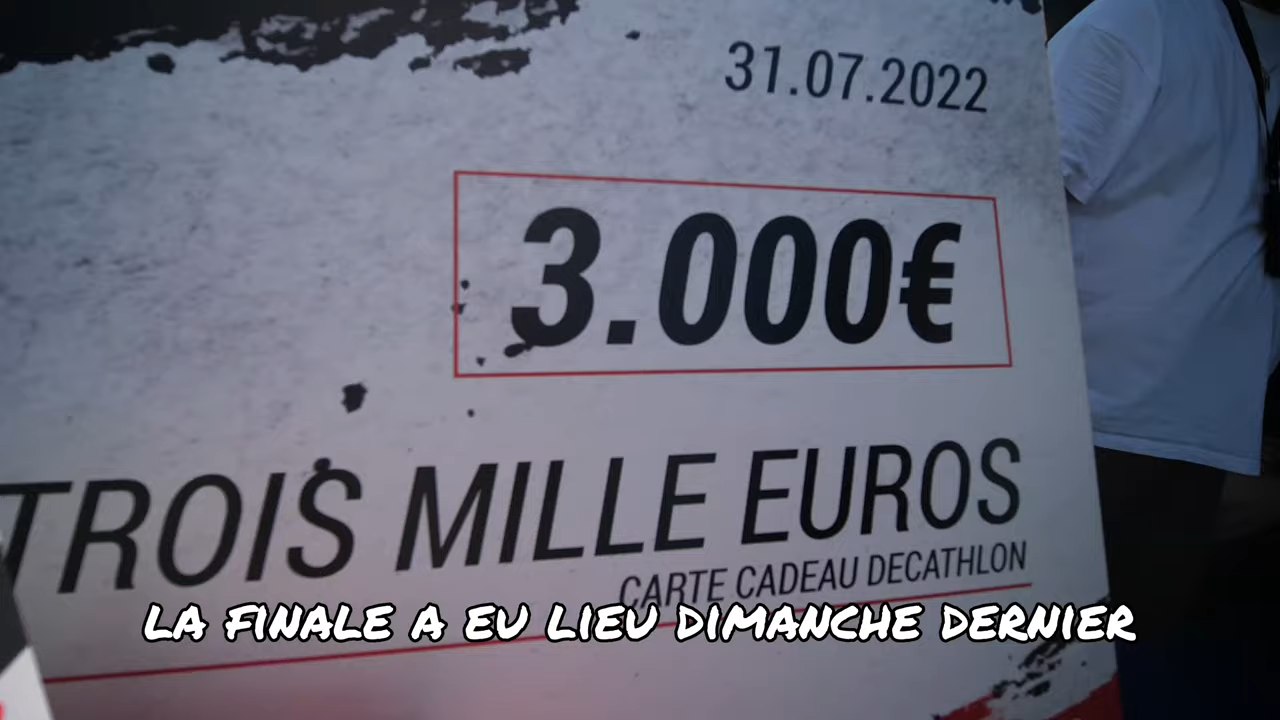 31.07.2022
3.000€
TROIS MILLE EUROS
CARTE CADEAU DECATHLON
LA FINALE A EU LIEU DIMANCHE DERNIER